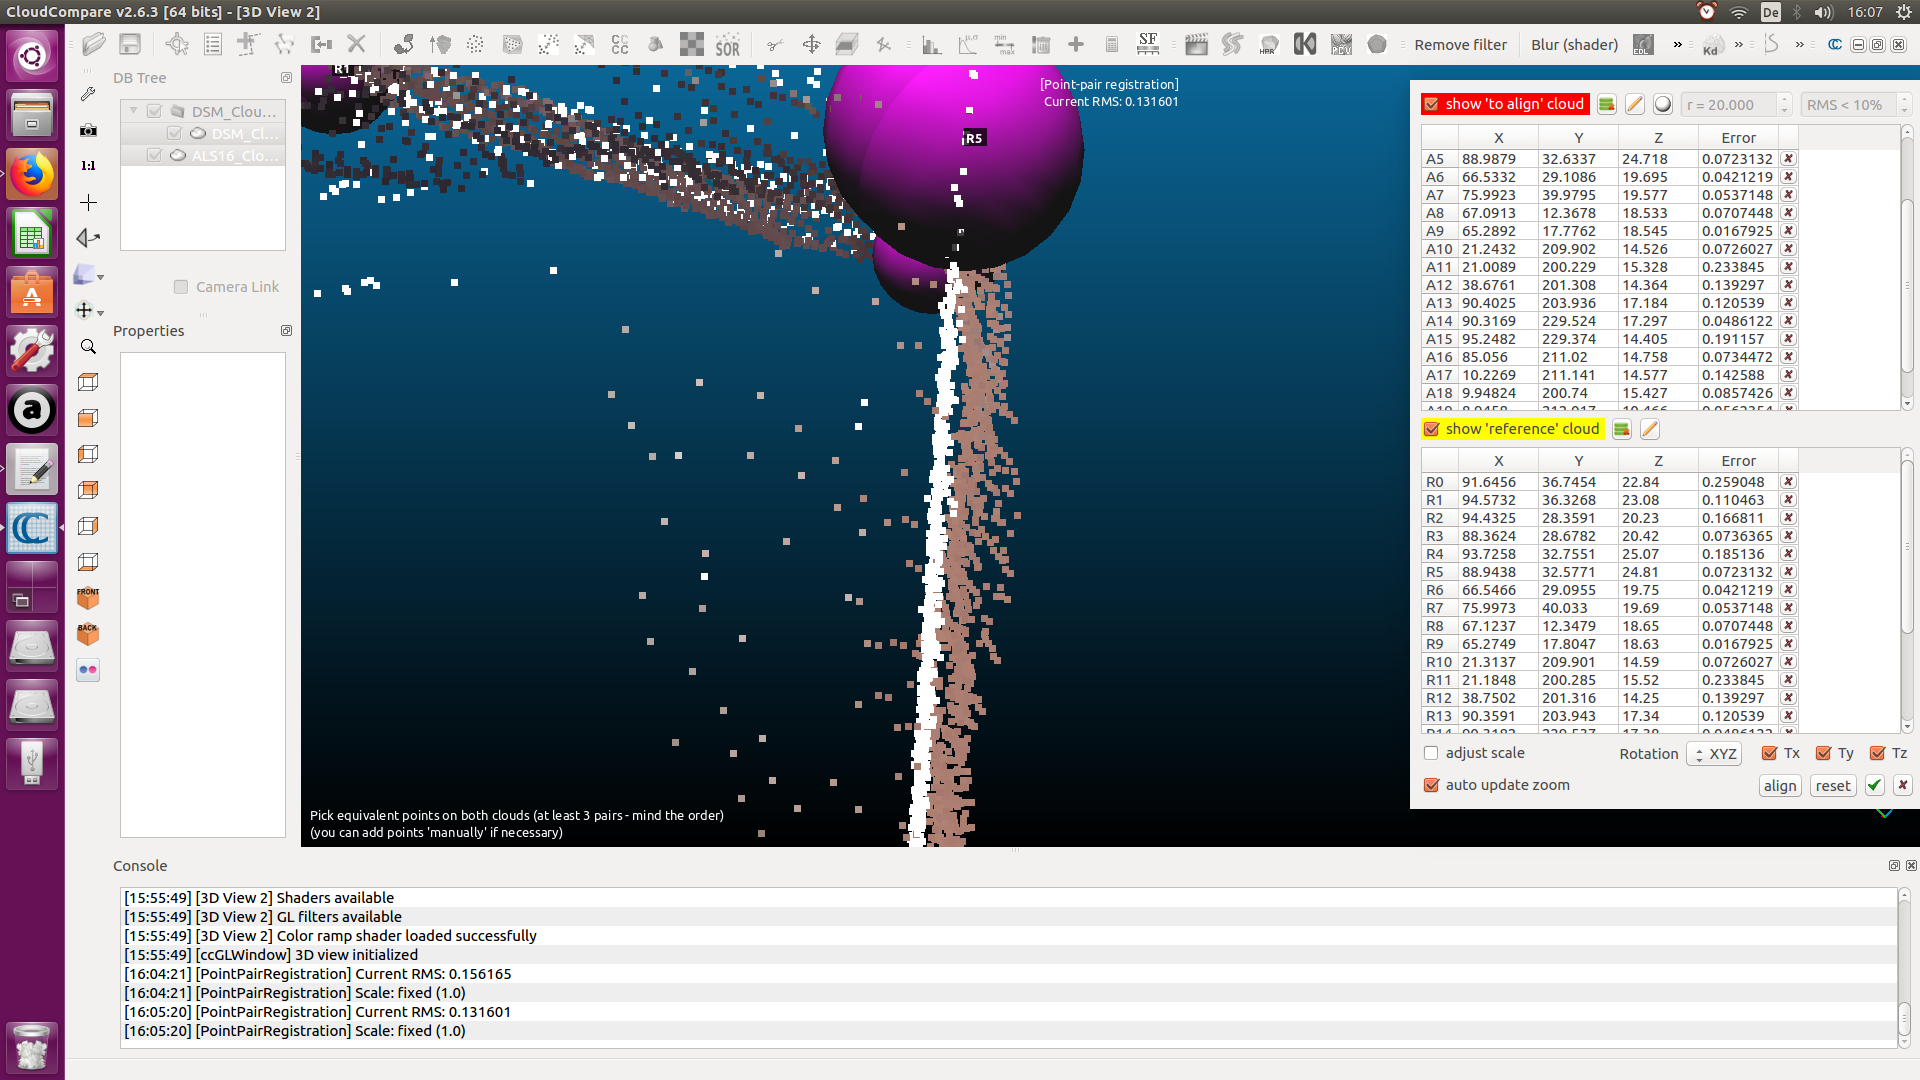 CloudCompare v2.6.3 [64 bits] - [3D View 2]
De
16:07
SOR
SF
HPR
PCV
Remove filter
Blur (shader)
EDL
Kd
DB Tree
DSM_Clou...
DSM_Cl...
ALS16_Clo...
1:1
Camera Link
Properties
FRONT
BACK
R1
R5
[Point-pair registration]
Current RMS: 0.131601
Pick equivalent points on both clouds (at least 3 pairs - mind the order)
(you can add points 'manually' if necessary)
show 'to align' cloud
r = 20.000
RMS < 10%
X Y Z Error
A5 88.9879 32.6337 24.718 0.0723132
A6 66.5332 29.1086 19.695 0.0421219
A7 75.9923 39.9795 19.577 0.0537148
A8 67.0913 12.3678 18.533 0.0707448
A9 65.2892 17.7762 18.545 0.0167925
A10 21.2432 209.902 14.526 0.0726027
A11 21.0089 200.229 15.328 0.233845
A12 38.6761 201.308 14.364 0.139297
A13 90.4025 203.936 17.184 0.120539
A14 90.3169 229.524 17.297 0.0486122
A15 95.2482 229.374 14.405 0.191157
A16 85.056 211.02 14.758 0.0734472
A17 10.2269 211.141 14.577 0.142588
A18 9.94824 200.74 15.427 0.0857426
show 'reference' cloud
X Y Z Error
R0 91.6456 36.7454 22.84 0.259048
R1 94.5732 36.3268 23.08 0.110463
R2 94.4325 28.3591 20.23 0.166811
R3 88.3624 28.6782 20.42 0.0736365
R4 93.7258 32.7551 25.07 0.185136
R5 88.9438 32.5771 24.81 0.0723132
R6 66.5466 29.0955 19.75 0.0421219
R7 75.9973 40.033 19.69 0.0537148
R8 67.1237 12.3479 18.65 0.0707448
R9 65.2749 17.8047 18.63 0.0167925
R10 21.3137 209.901 14.59 0.0726027
R11 21.1848 200.285 15.52 0.233845
R12 38.7502 201.316 14.25 0.139297
R13 90.3591 203.943 17.34 0.120539
adjust scale
Rotation XYZ
Tx
Ty
Tz
auto update zoom
align
reset
Console
[15:55:49] [3D View 2] Shaders available
[15:55:49] [3D View 2] GL filters available
[15:55:49] [3D View 2] Color ramp shader loaded successfully
[15:55:49] [ccGLWindow] 3D view initialized
[16:04:21] [PointPairRegistration] Current RMS: 0.156165
[16:04:21] [PointPairRegistration] Scale: fixed (1.0)
[16:05:20] [PointPairRegistration] Current RMS: 0.131601
[16:05:20] [PointPairRegistration] Scale: fixed (1.0)